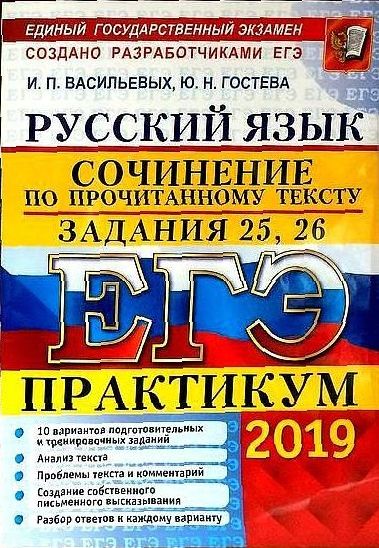 ЕДИНЫЙ ГОСУДАРСТВЕННЫЙ ЭКЗАМЕН
СОЗДАНО РАЗРАБОТЧИКАМИ ЕГЭ
И. П. ВАСИЛЬЕВЫХ, Ю. Н. ГОСТЕВА
РУССКИЙ ЯЗЫК
СОЧИНЕНИЕ
ПО ПРОЧИТАННОМУ ТЕКСТУ
ЗАДАНИЯ 25, 26
ЕГЭ
ПРАКТИКУМ
10 вариантов подготовительных
и тренировочных заданий
Анализ текста
Проблемы текста и комментарий
Создание собственного
письменного высказывания
Разбор ответов к каждому варианту
2019